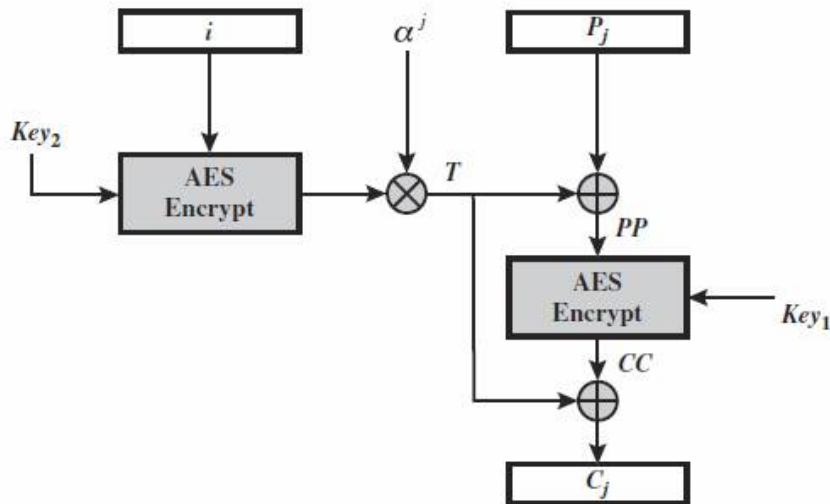 i
α^j
P_j
Key_2
AES
Encrypt
T
PP
AES
Encrypt
Key_1
CC
C_j